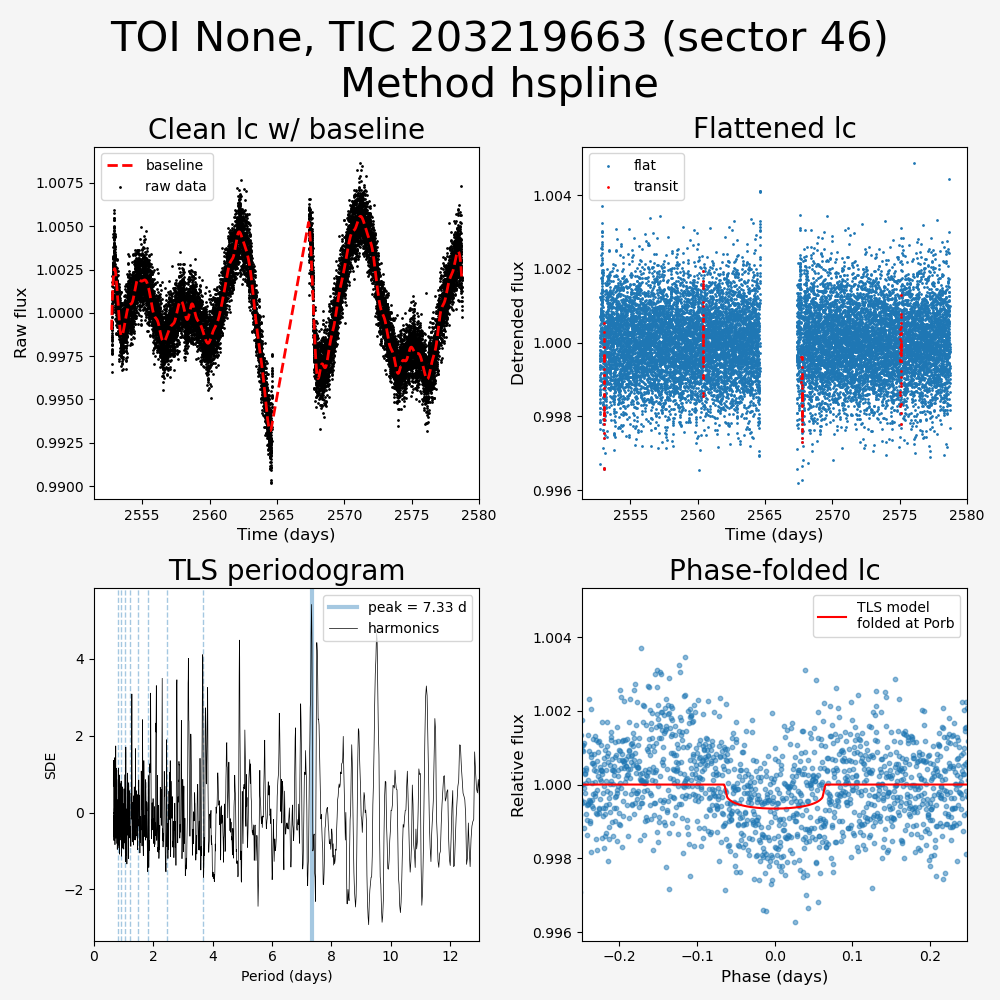 TOI None, TIC 203219663 (sector 46)
Method hspline
Clean lc w/ baseline
baseline
raw data
1.0075
1.0050
1.0025
1.0000
0.9975
0.9950
0.9925
0.9900
Raw flux
2555 2560 2565 2570 2575 2580
Time (days)
Flattened lc
flat
transit
1.004
1.002
1.000
0.998
0.996
Detrended flux
2555 2560 2565 2570 2575 2580
Time (days)
TLS periodogram
peak = 7.33 d
harmonics
4
2
0
−2
SDE
0 2 4 6 8 10 12
Period (days)
Phase-folded lc
TLS model
folded at Porb
1.004
1.002
1.000
0.998
0.996
Relative flux
−0.2 −0.1 0.0 0.1 0.2
Phase (days)